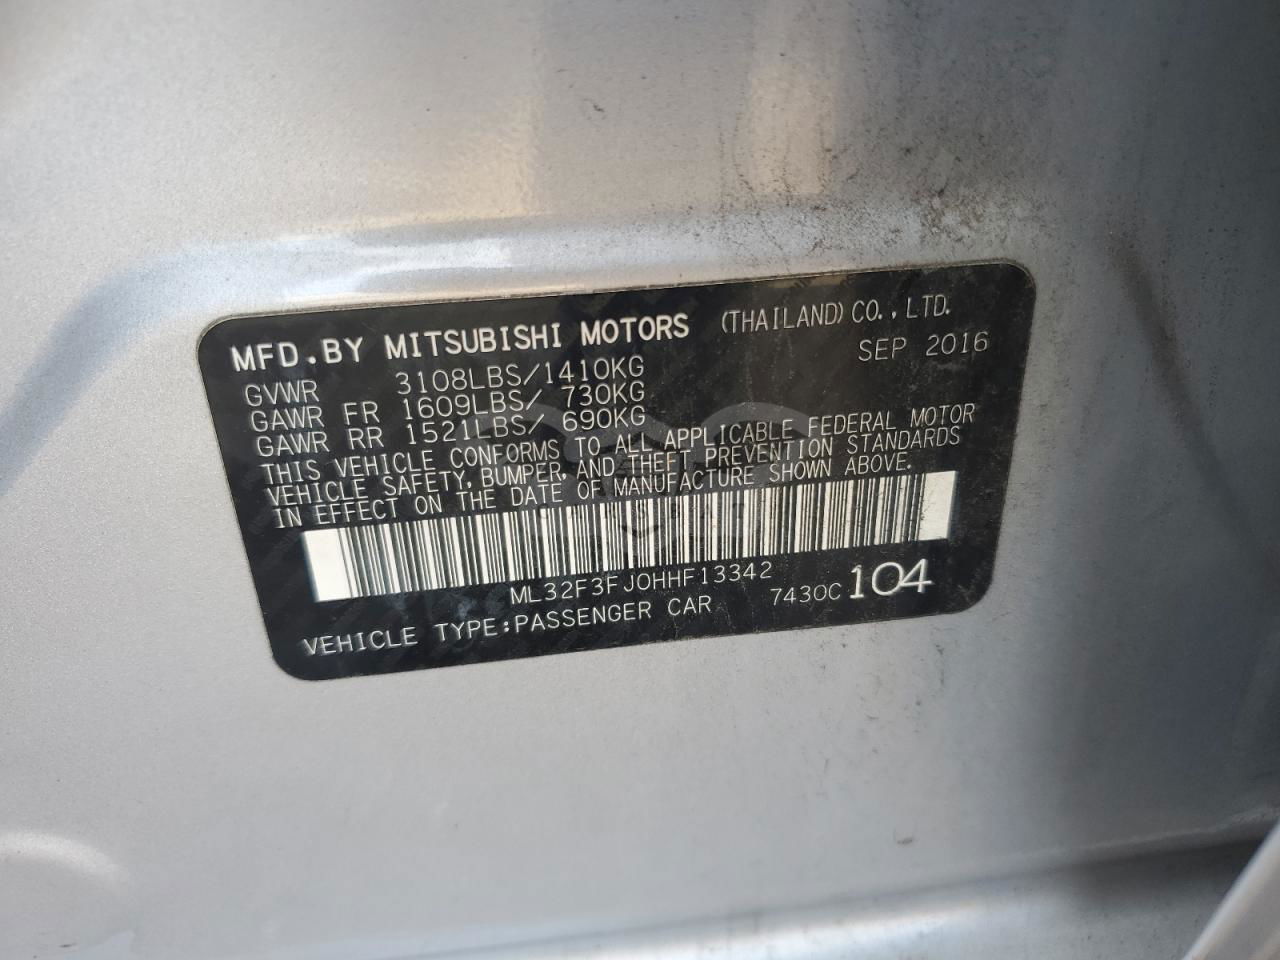 MFD.BY MITSUBISHI MOTORS (THAILAND) CO., LTD.
SEP 2016
GVWR 3108LBS/1410KG
GAWR FR 1609LBS/ 730KG
GAWR RR 1521LBS/ 690KG
THIS VEHICLE CONFORMS TO ALL APPLICABLE FEDERAL MOTOR
VEHICLE SAFETY, BUMPER, AND THEFT PREVENTION STANDARDS
IN EFFECT ON THE DATE OF MANUFACTURE SHOWN ABOVE.
ML32F3FJ0HHF13342
VEHICLE TYPE:PASSENGER CAR 7430C 104